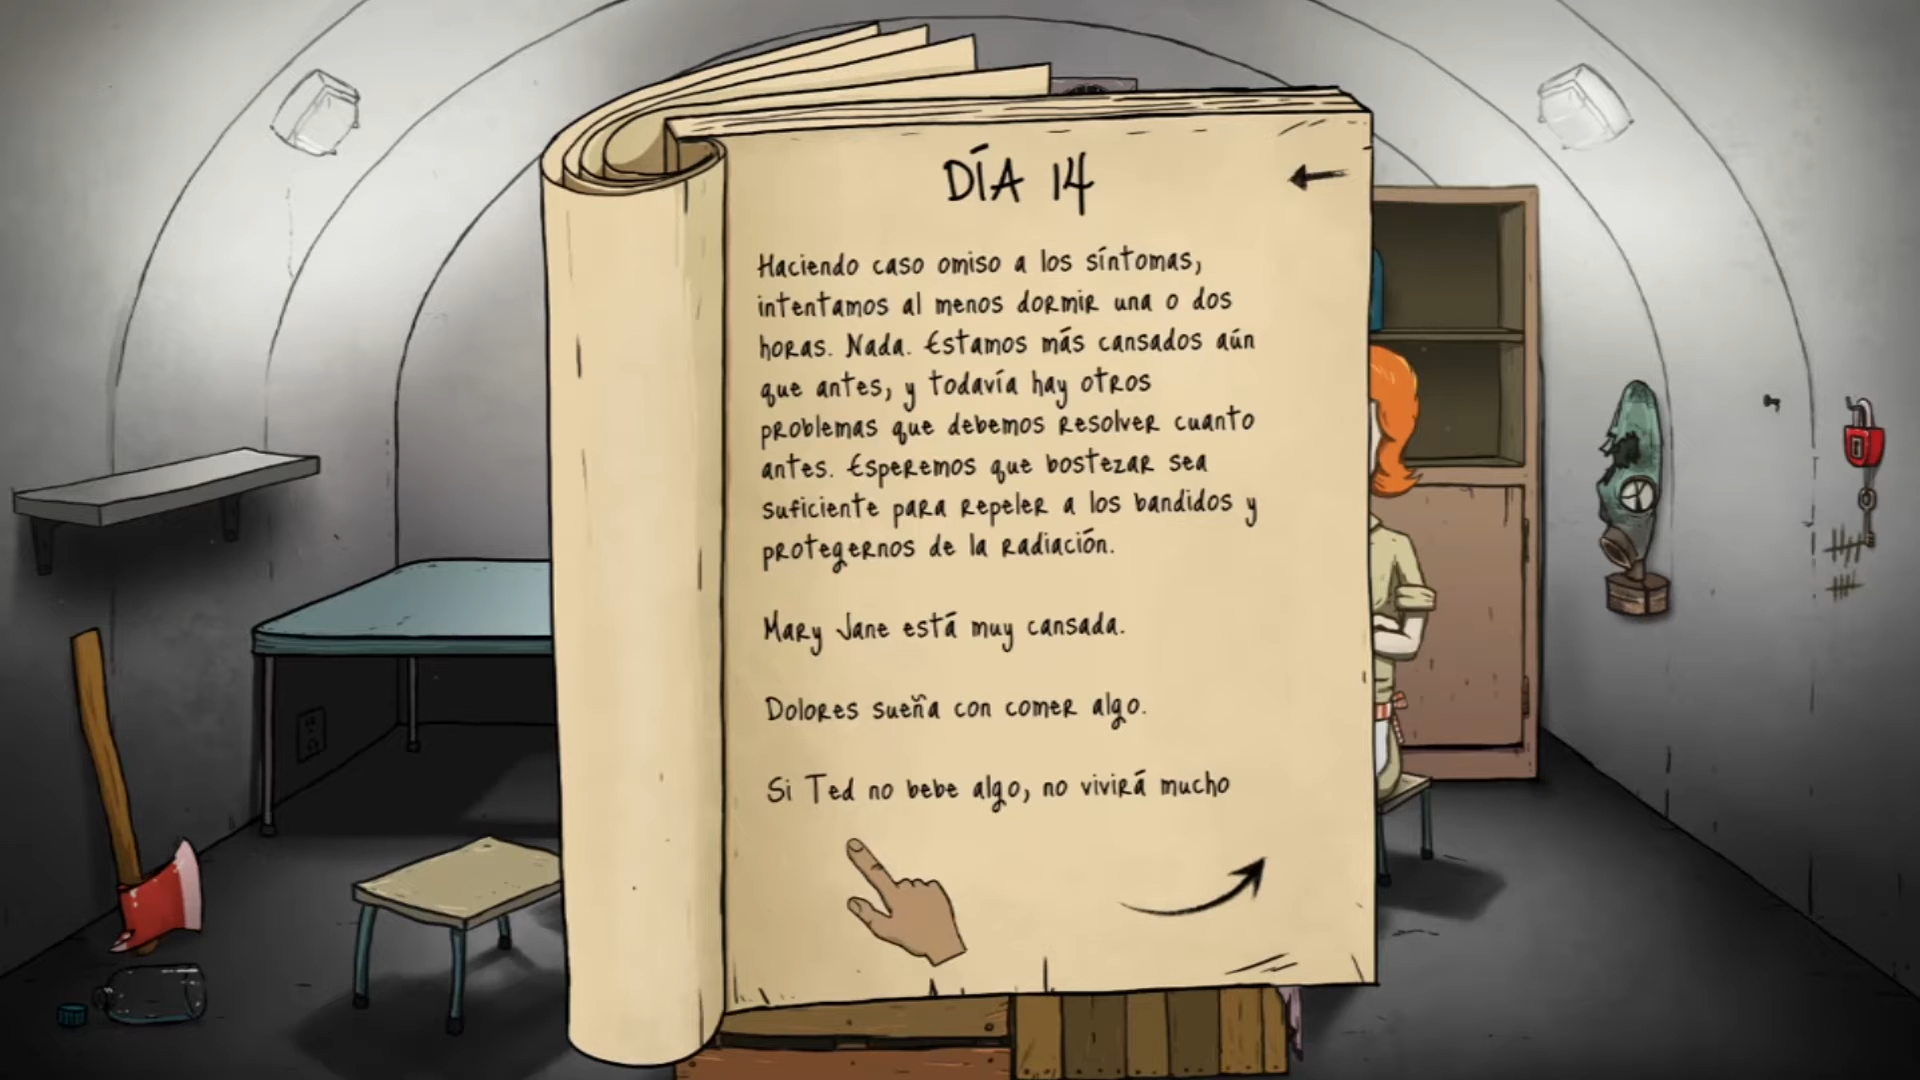 DÍA 14
Haciendo caso omiso a los síntomas,
intentamos al menos dormir una o dos
horas. Nada. Estamos más cansados aún
que antes, y todavía hay otros
problemas que debemos resolver cuanto
antes. Esperemos que bostezar sea
suficiente para repeler a los bandidos y
protegernos de la radiación.
Mary Jane está muy cansada.
Dolores sueña con comer algo.
Si Ted no bebe algo, no vivirá mucho